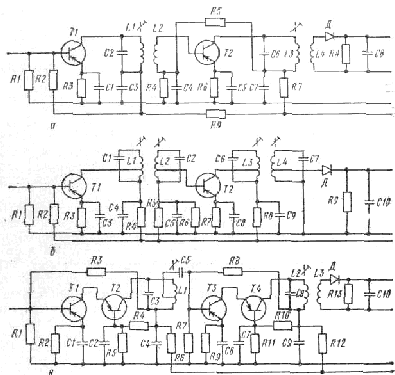 R5
T1 L1 L2 L3 Д
C2 T2 C6 L4 R4 C8
R1 R2 R3 C1 C3 R4 C4 R6 C5 C7 R7
а R9
C1 L1 L2 C2 C6 L3 L4 C7
T1 T2 Д
R1 R2 R3 C3 C4 R4 R5 C5 R6 R7 C8 R8 C9 R9 C10
б
R3 C5 R8
T1 T2 C3 L1 T3 T4 L2 C8 L3 Д R13 C10
R1 R2 C1 C2 R5 R4 C4 R7 R6 R9 C6 C7 R11 R10 C9 R12
в